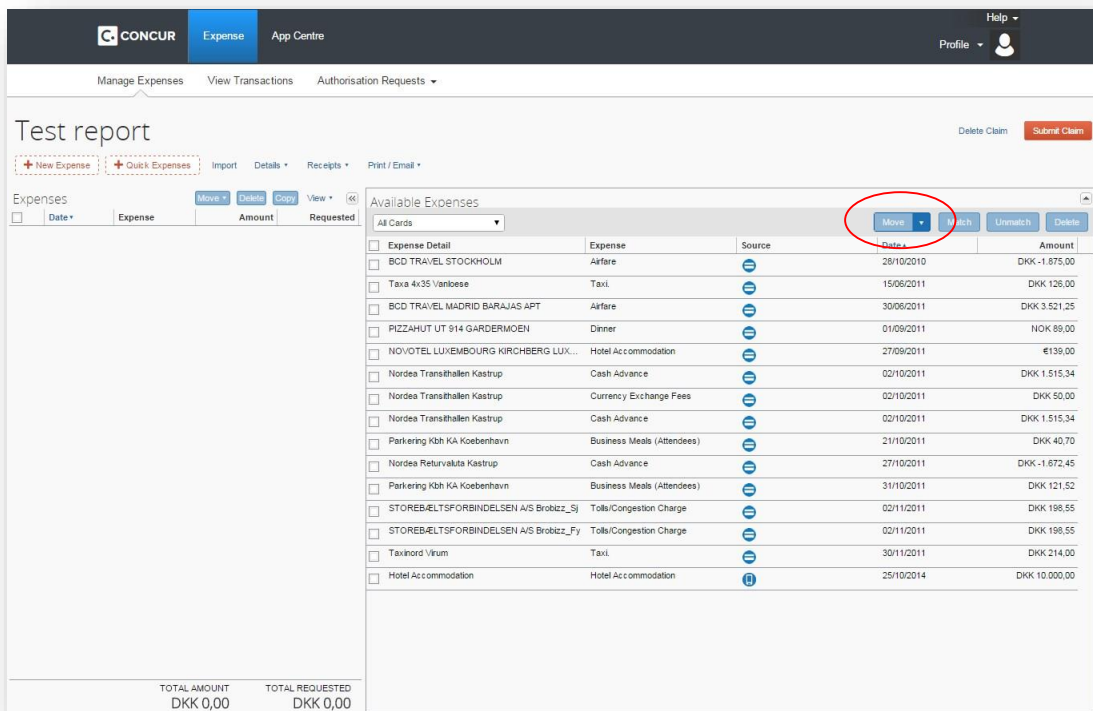 Help
C. CONCUR Expense App Centre
Profile
Manage Expenses View Transactions Authorisation Requests
Test report
Delete Claim Submit Claim
+ New Expense + Quick Expenses Import Details Receipts Print / Email
Expenses Move Delete Copy View
Date Expense Amount Requested
Available Expenses
All Cards Move Match Unmatch Delete
Expense Detail Expense Source Date Amount
BCD TRAVEL STOCKHOLM Airfare 28/10/2010 DKK -1.875,00
Taxa 4x35 Vanloese Taxi. 15/06/2011 DKK 126,00
BCD TRAVEL MADRID BARAJAS APT Airfare 30/06/2011 DKK 3.521,25
PIZZAHUT UT 914 GARDERMOEN Dinner 01/09/2011 NOK 89,00
NOVOTEL LUXEMBOURG KIRCHBERG LUX... Hotel Accommodation 27/09/2011 €139,00
Nordea Transithallen Kastrup Cash Advance 02/10/2011 DKK 1.515,34
Nordea Transithallen Kastrup Currency Exchange Fees 02/10/2011 DKK 50,00
Nordea Transithallen Kastrup Cash Advance 02/10/2011 DKK 1.515,34
Parkering Kbh KA Koebenhavn Business Meals (Attendees) 21/10/2011 DKK 40,70
Nordea Returvaluta Kastrup Cash Advance 27/10/2011 DKK -1.672,45
Parkering Kbh KA Koebenhavn Business Meals (Attendees) 31/10/2011 DKK 121,52
STOREBÆLTSFORBINDELSEN A/S Brobizz_Sj Tolls/Congestion Charge 02/11/2011 DKK 198,55
STOREBÆLTSFORBINDELSEN A/S Brobizz_Fy Tolls/Congestion Charge 02/11/2011 DKK 198,55
Taxinord Virum Taxi. 30/11/2011 DKK 214,00
Hotel Accommodation Hotel Accommodation 25/10/2014 DKK 10.000,00
TOTAL AMOUNT TOTAL REQUESTED
DKK 0,00 DKK 0,00